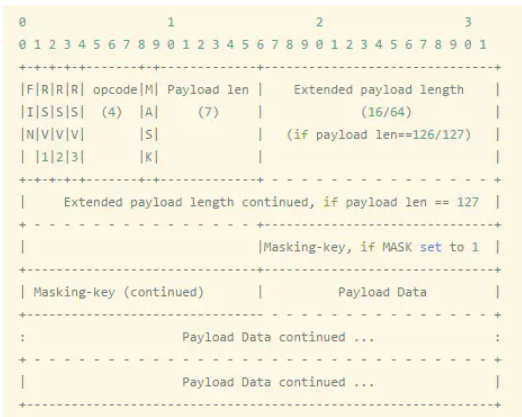 0                   1                   2                   3
0 1 2 3 4 5 6 7 8 9 0 1 2 3 4 5 6 7 8 9 0 1 2 3 4 5 6 7 8 9 0 1
+-+-+-+-+-------+-+-------------+-------------------------------+
|F|R|R|R| opcode|M| Payload len |    Extended payload length    |
|I|S|S|S|  (4)  |A|     (7)     |             (16/64)           |
|N|V|V|V|       |S|             |   (if payload len==126/127)   |
| |1|2|3|       |K|             |                               |
+-+-+-+-+-------+-+-------------+ - - - - - - - - - - - - - - - +
|     Extended payload length continued, if payload len == 127  |
+ - - - - - - - - - - - - - - - +-------------------------------+
|                               |Masking-key, if MASK set to 1  |
+-------------------------------+-------------------------------+
| Masking-key (continued)       |          Payload Data         |
+-------------------------------- - - - - - - - - - - - - - - - +
:                     Payload Data continued ...                :
+ - - - - - - - - - - - - - - - - - - - - - - - - - - - - - - - +
|                     Payload Data continued ...                |
+---------------------------------------------------------------+